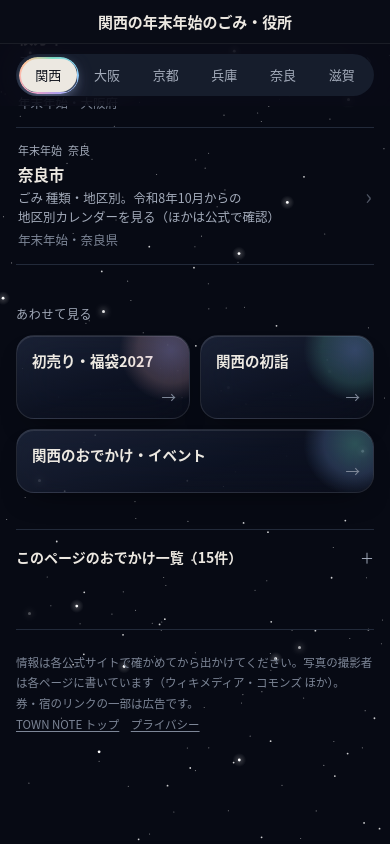 関西の年末年始のごみ・役所
関西
大阪
京都
兵庫
奈良
滋賀
年末年始・大阪府
年末年始 奈良
奈良市
ごみ 種類・地区別。令和8年10月からの
地区別カレンダーを見る（ほかは公式で確認）
年末年始・奈良県
あわせて見る
初売り・福袋2027
関西の初詣
関西のおでかけ・イベント
このページのおでかけ一覧（15件）
情報は各公式サイトで確かめてから出かけてください。写真の撮影者
は各ページに書いています（ウィキメディア・コモンズ ほか）。
券・宿のリンクの一部は広告です。
TOWN NOTE トップ プライバシー